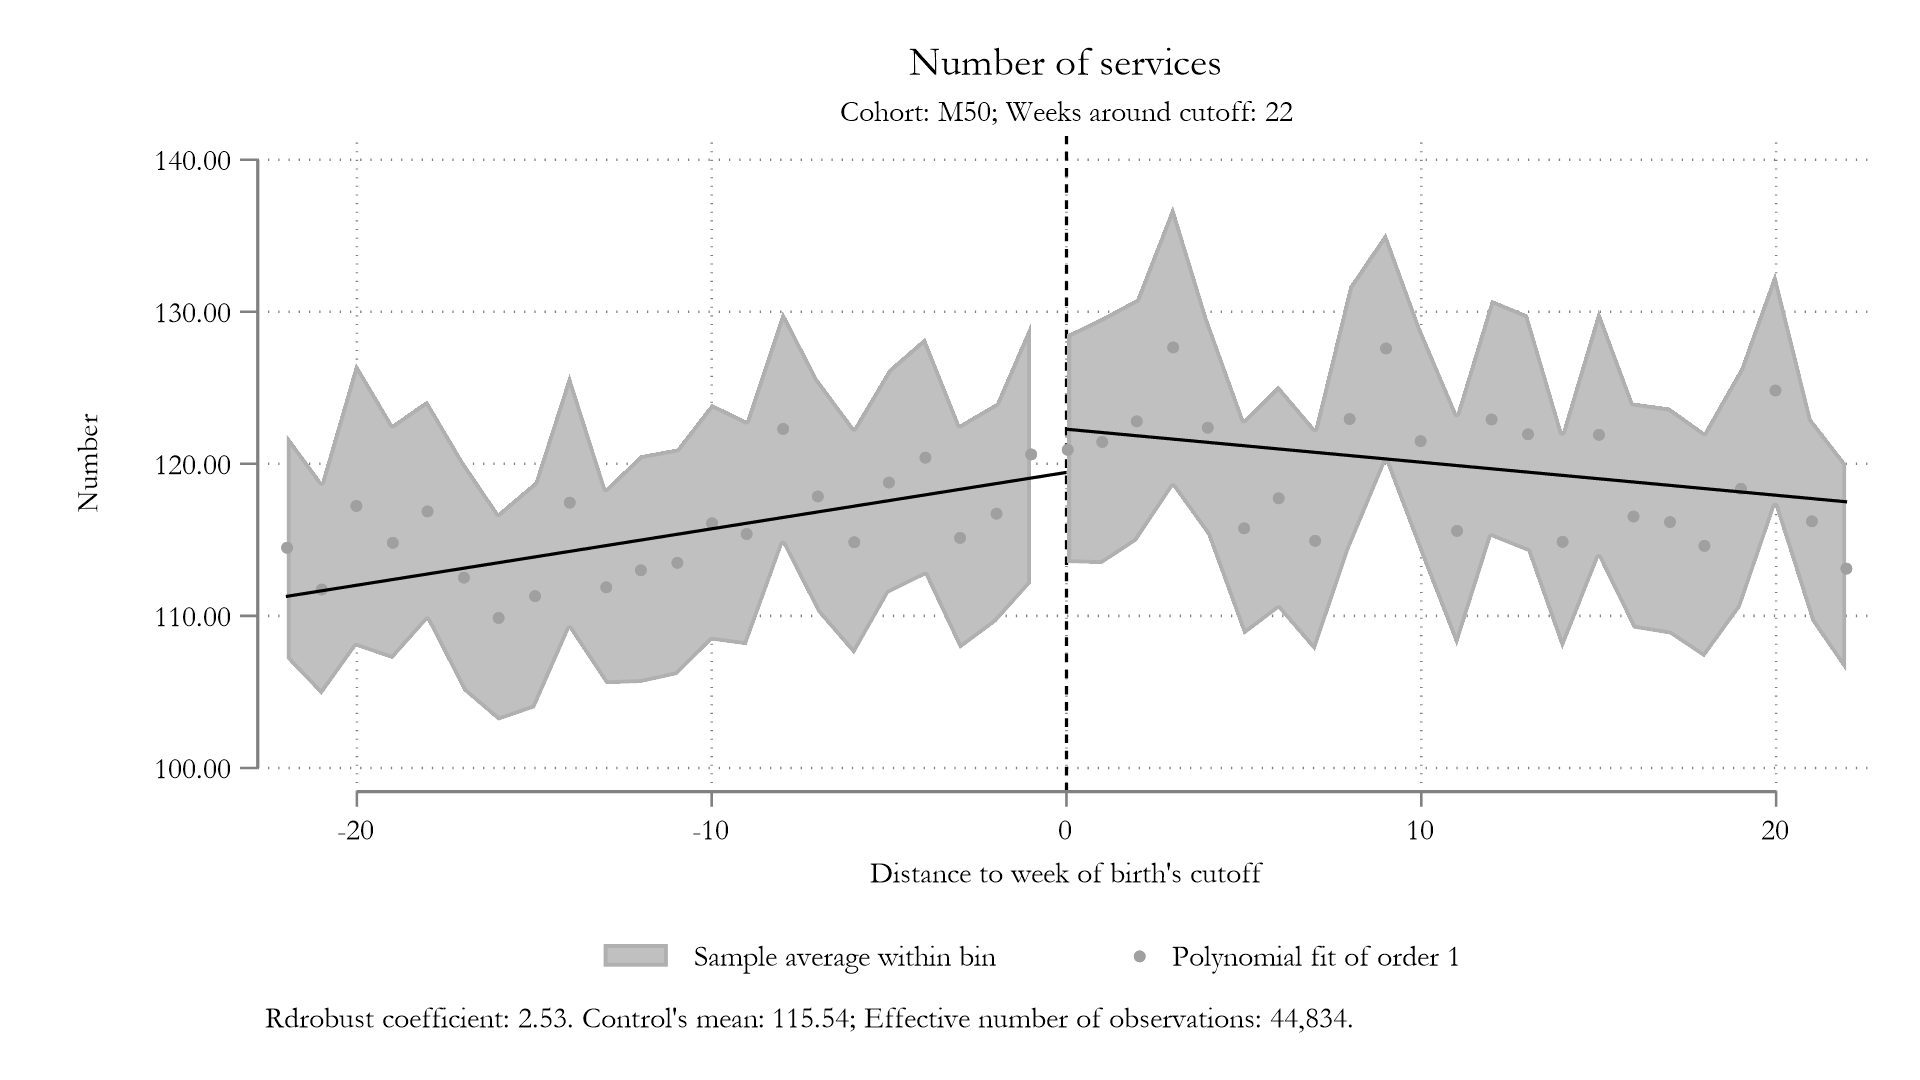 Number of services
Cohort: M50; Weeks around cutoff: 22
140.00
130.00
120.00
110.00
100.00
Number
-20
-10
0
10
20
Distance to week of birth's cutoff
Sample average within bin
Polynomial fit of order 1
Rdrobust coefficient: 2.53. Control's mean: 115.54; Effective number of observations: 44,834.